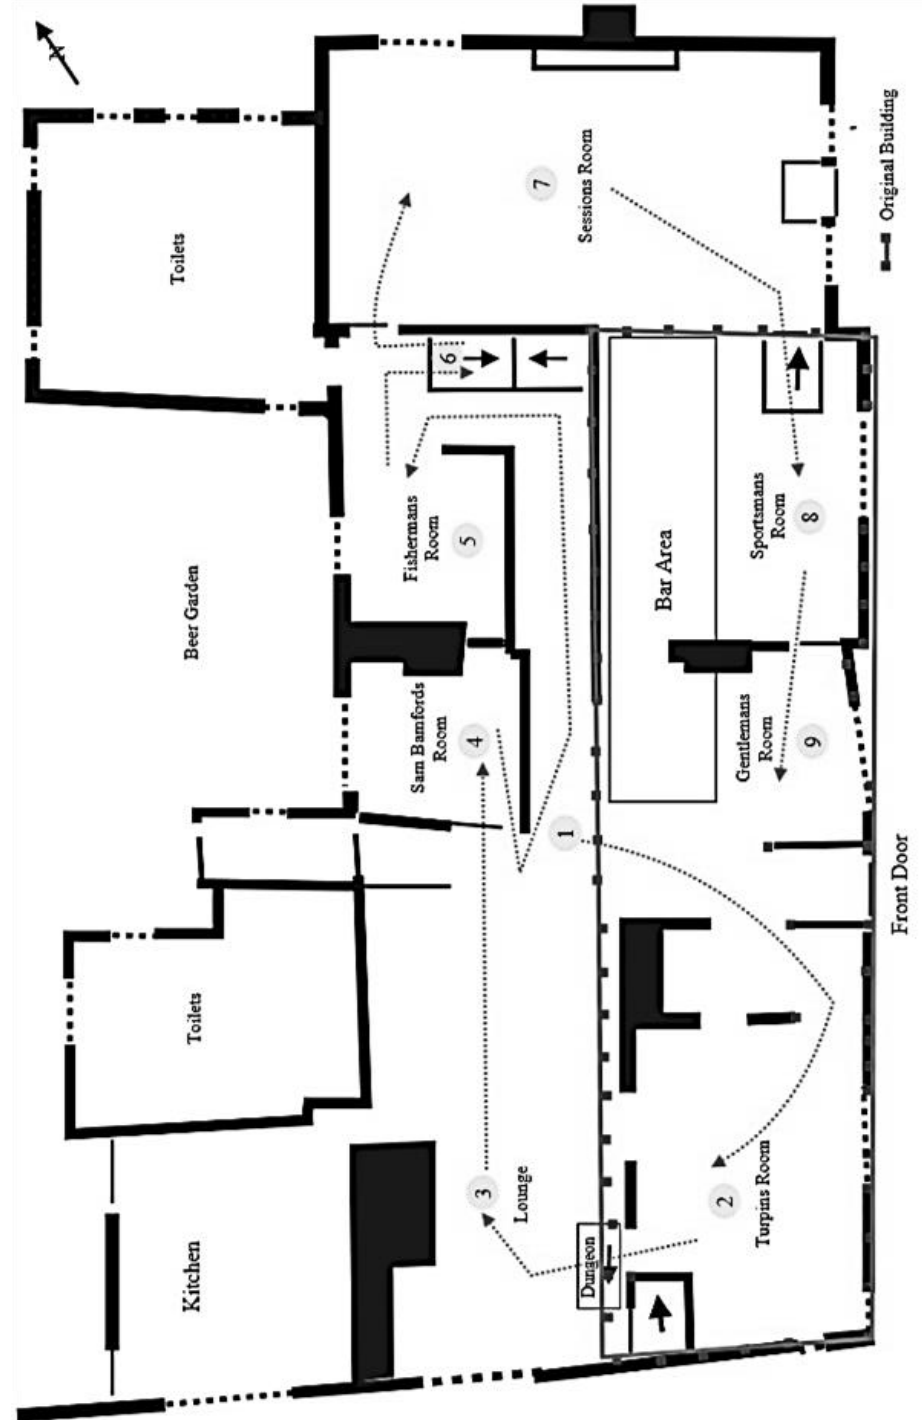 N
Toilets
7
Sessions Room
Original Building
6
Beer Garden
Fishermans
Room
5
Bar Area
Sportsmans
Room
8
Sam Bamfords
Room
4
Gentlemans
Room
9
1
Front Door
Toilets
Kitchen
3
Lounge
Dungeon
2
Turpins Room